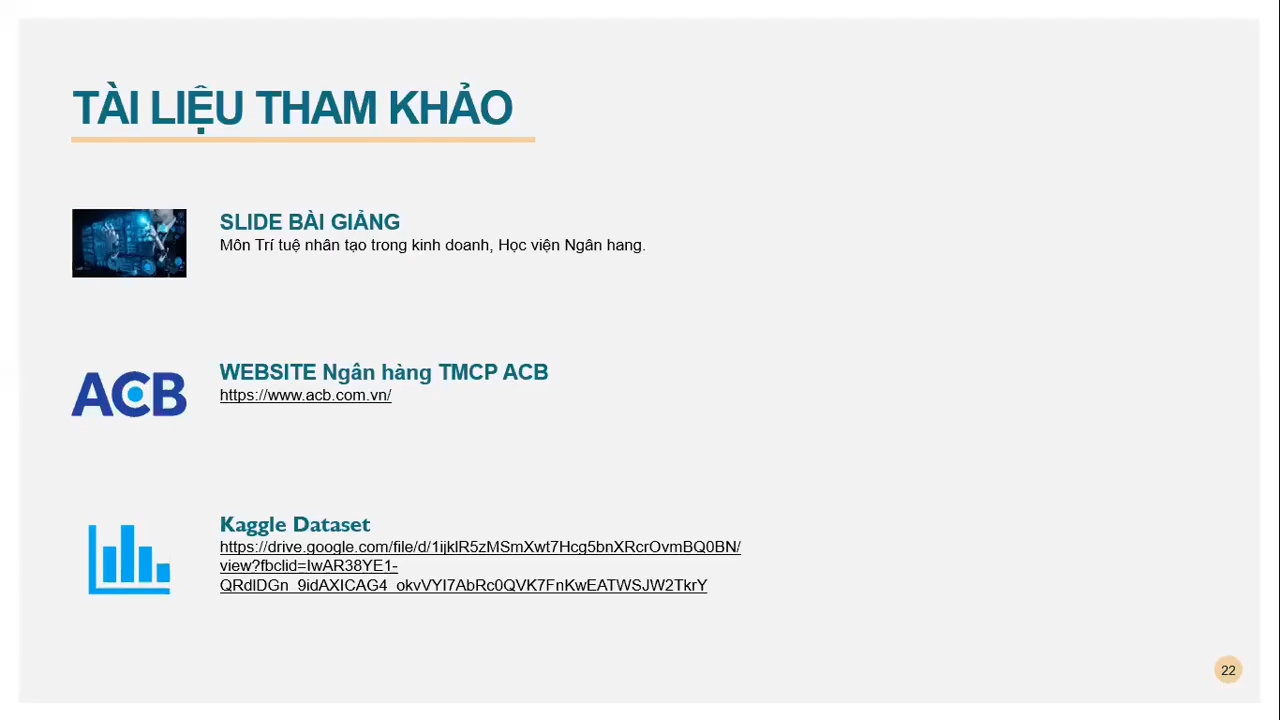 TÀI LIỆU THAM KHẢO
SLIDE BÀI GIẢNG
Môn Trí tuệ nhân tạo trong kinh doanh, Học viện Ngân hang.
ACB
WEBSITE Ngân hàng TMCP ACB
https://www.acb.com.vn/
Kaggle Dataset
https://drive.google.com/file/d/1ijklR5zMSmXwt7Hcg5bnXRcrOvmBQ0BN/
view?fbclid=IwAR38YE1-
QRdlDGn_9idAXICAG4_okvVYI7AbRc0QVK7FnKwEATWSJW2TkrY
22